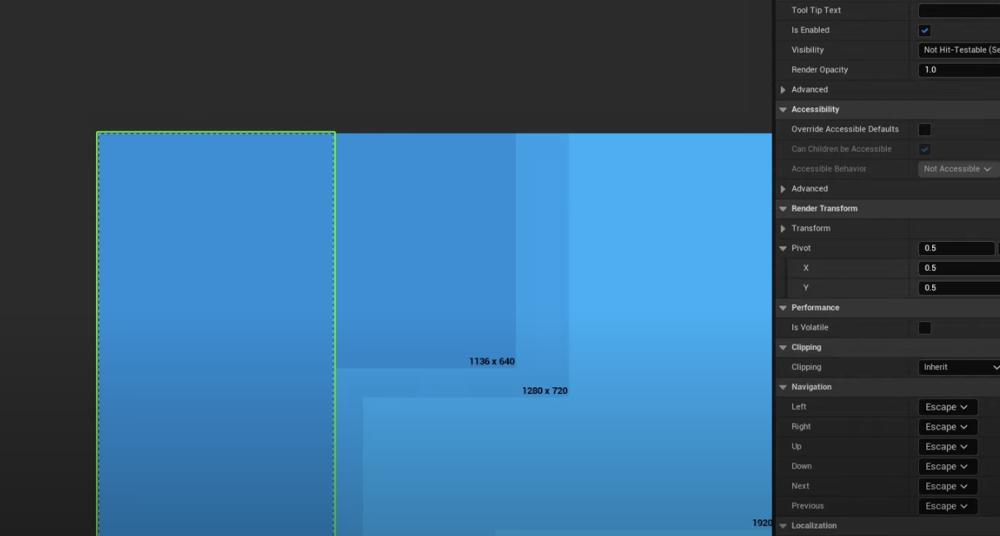 Tool Tip Text
Is Enabled
Visibility Not Hit-Testable (Se
Render Opacity 1.0
Advanced
Accessibility
Override Accessible Defaults
Can Children be Accessible
Accessible Behavior Not Accessible
Advanced
Render Transform
Transform
Pivot 0.5
X 0.5
Y 0.5
Performance
Is Volatile
Clipping
1136 x 640
Clipping Inherit
Navigation
1280 x 720
Left Escape
Right Escape
Up Escape
Down Escape
Next Escape
Previous Escape
1920
Localization